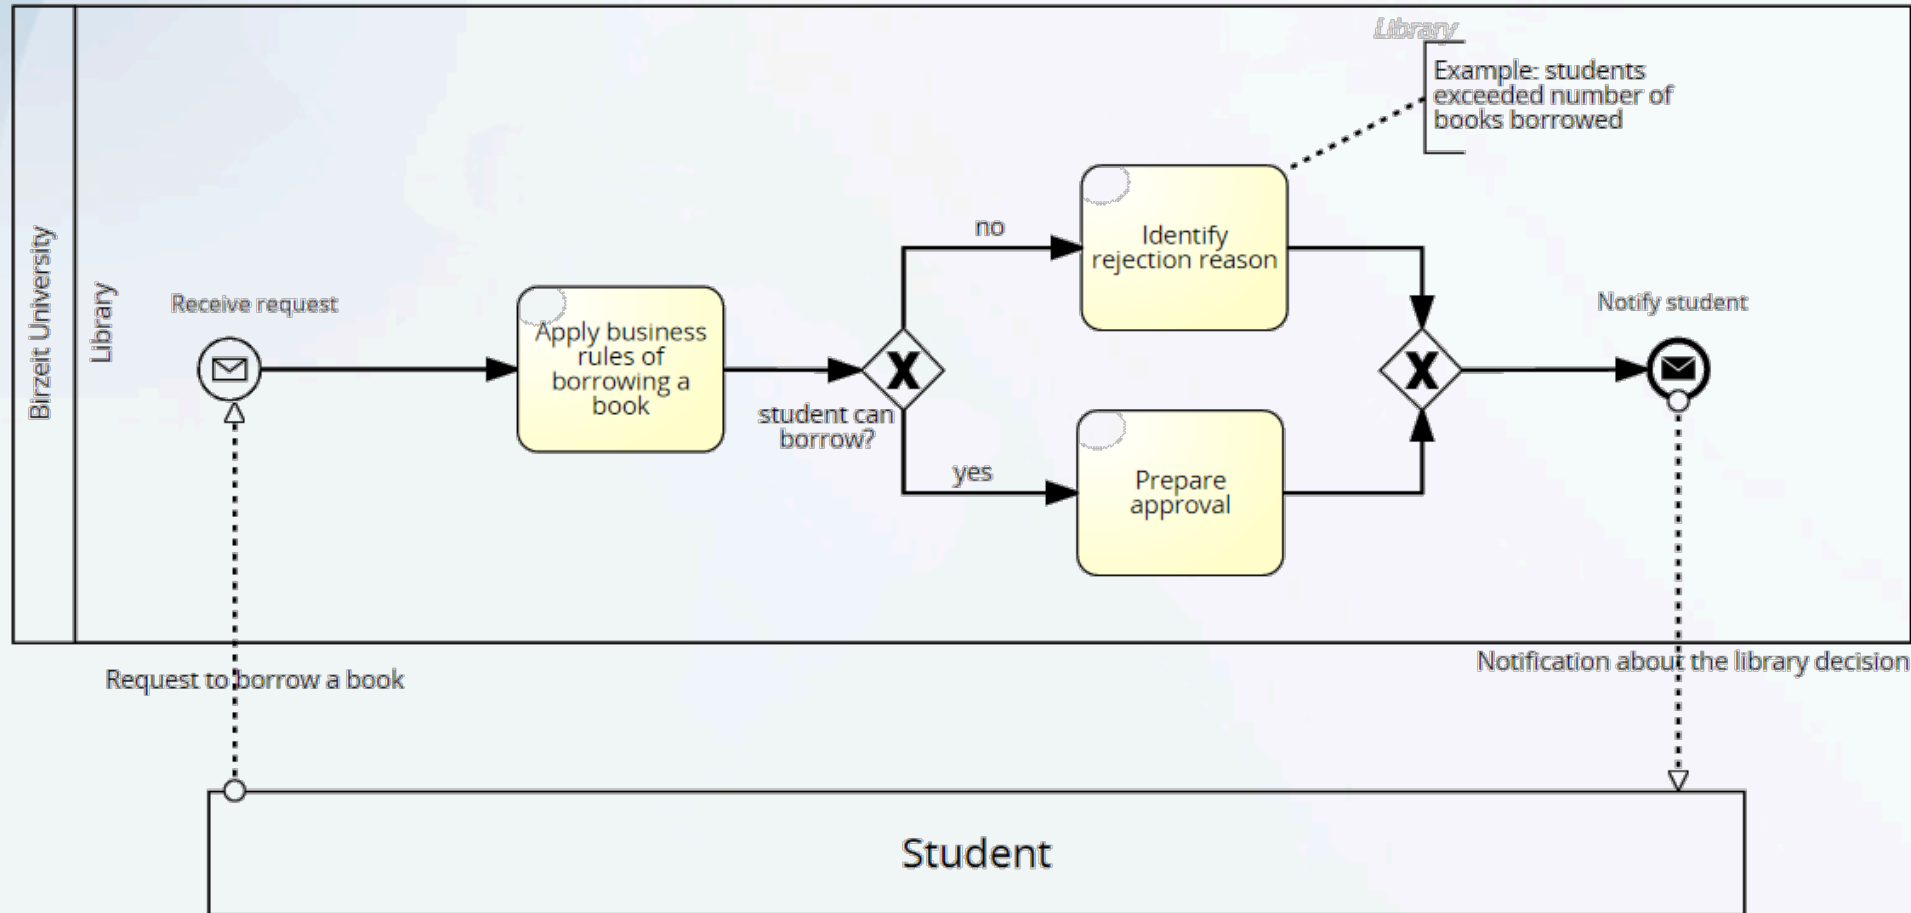 Library
Example: students
exceeded number of
books borrowed
Birzeit University
Library
Receive request
Apply business
rules of
borrowing a
book
student can
borrow?
no
Identify
rejection reason
yes
Prepare
approval
Notify student
Request to borrow a book
Notification about the library decision
Student